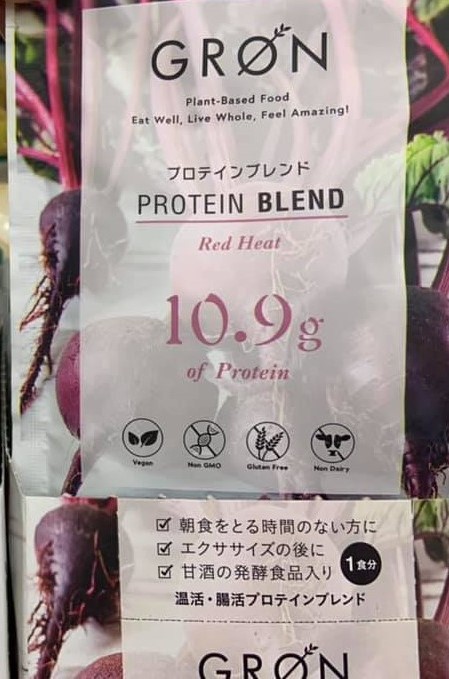 GRØN
Plant-Based Food
Eat Well, Live Whole, Feel Amazing!
プロテインブレンド
PROTEIN BLEND
Red Heat
10.9g
of Protein
Vegan Non GMO Gluten Free Non Dairy
☑ 朝食をとる時間のない方に
☑ エクササイズの後に
☑ 甘酒の発酵食品入り
1食分
温活・腸活プロテインブレンド
GRØN